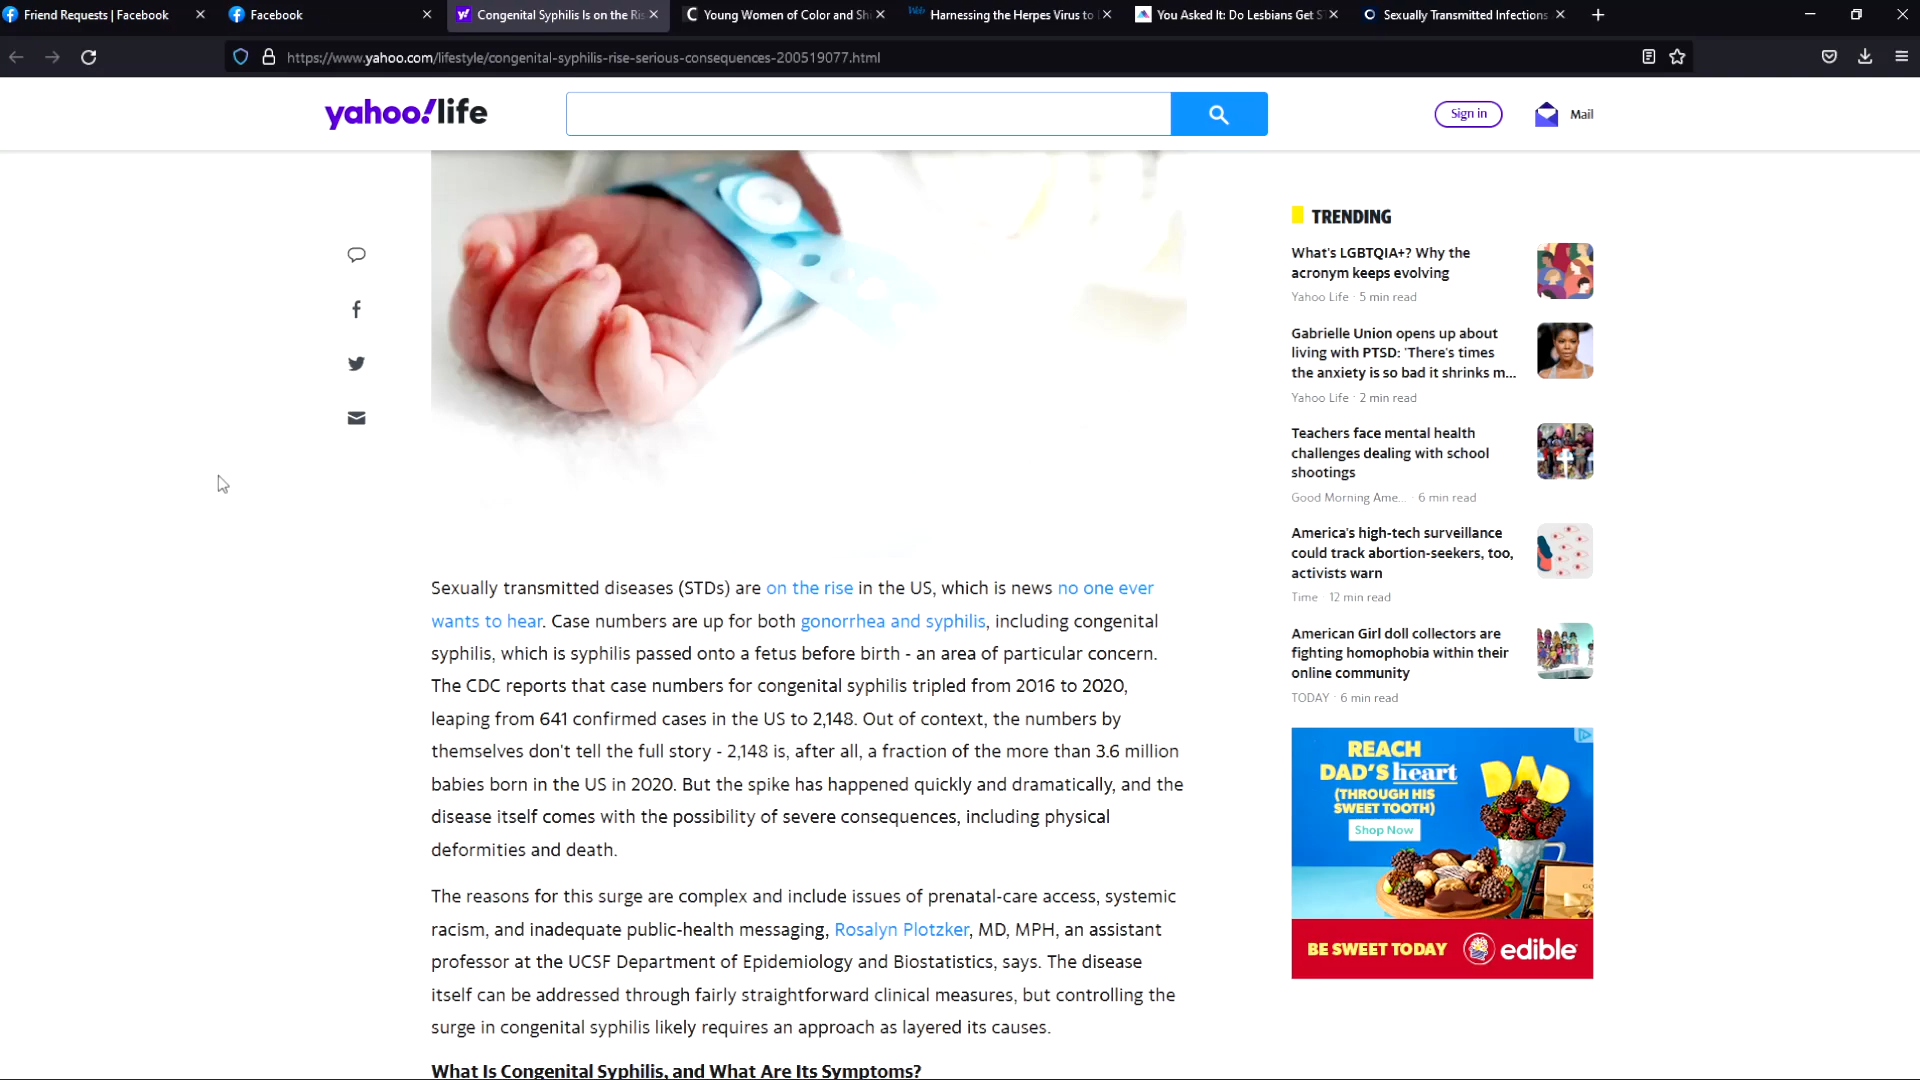 Friend Requests | Facebook
Facebook
Congenital Syphilis Is on the Ris
Young Women of Color and Sh
Harnessing the Herpes Virus to
You Asked It: Do Lesbians Get S
Sexually Transmitted Infections
https://www.yahoo.com/lifestyle/congenital-syphilis-rise-serious-consequences-200519077.html
yahoo!life
Sign in
Mail
Sexually transmitted diseases (STDs) are on the rise in the US, which is news no one ever
wants to hear. Case numbers are up for both gonorrhea and syphilis, including congenital
syphilis, which is syphilis passed onto a fetus before birth - an area of particular concern.
The CDC reports that case numbers for congenital syphilis tripled from 2016 to 2020,
leaping from 641 confirmed cases in the US to 2,148. Out of context, the numbers by
themselves don't tell the full story - 2,148 is, after all, a fraction of the more than 3.6 million
babies born in the US in 2020. But the spike has happened quickly and dramatically, and the
disease itself comes with the possibility of severe consequences, including physical
deformities and death.
The reasons for this surge are complex and include issues of prenatal-care access, systemic
racism, and inadequate public-health messaging, Rosalyn Plotzker, MD, MPH, an assistant
professor at the UCSF Department of Epidemiology and Biostatistics, says. The disease
itself can be addressed through fairly straightforward clinical measures, but controlling the
surge in congenital syphilis likely requires an approach as layered its causes.
What Is Congenital Syphilis, and What Are Its Symptoms?
TRENDING
What's LGBTQIA+? Why the
acronym keeps evolving
Yahoo Life · 5 min read
Gabrielle Union opens up about
living with PTSD: 'There's times
the anxiety is so bad it shrinks m...
Yahoo Life · 2 min read
Teachers face mental health
challenges dealing with school
shootings
Good Morning Ame... · 6 min read
America's high-tech surveillance
could track abortion-seekers, too,
activists warn
Time · 12 min read
American Girl doll collectors are
fighting homophobia within their
online community
TODAY · 6 min read
REACH
DAD'S heart
(THROUGH HIS
SWEET TOOTH)
Shop Now
DAD
BE SWEET TODAY
edible